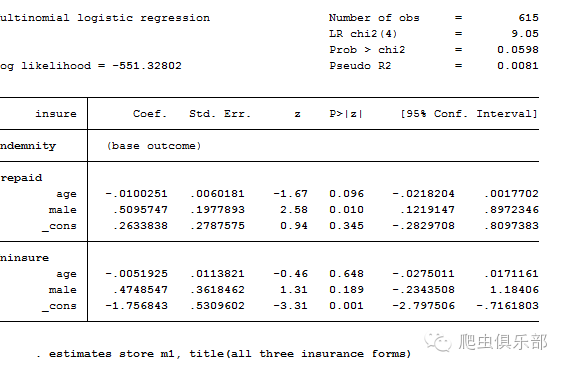 ultinomial logistic regression Number of obs = 615
LR chi2(4) = 9.05
Prob > chi2 = 0.0598
og likelihood = -551.32802 Pseudo R2 = 0.0081
insure Coef. Std. Err. z P>|z| [95% Conf. Interval]
ndemnity (base outcome)
repaid
age -.0100251 .0060181 -1.67 0.096 -.0218204 .0017702
male .5095747 .1977893 2.58 0.010 .1219147 .8972346
_cons .2633838 .2787575 0.94 0.345 -.2829708 .8097383
ninsure
age -.0051925 .0113821 -0.46 0.648 -.0275011 .0171161
male .4748547 .3618462 1.31 0.189 -.2343508 1.18406
_cons -1.756843 .5309602 -3.31 0.001 -2.797506 -.7161803
爬虫俱乐部
. estimates store m1, title(all three insurance forms)